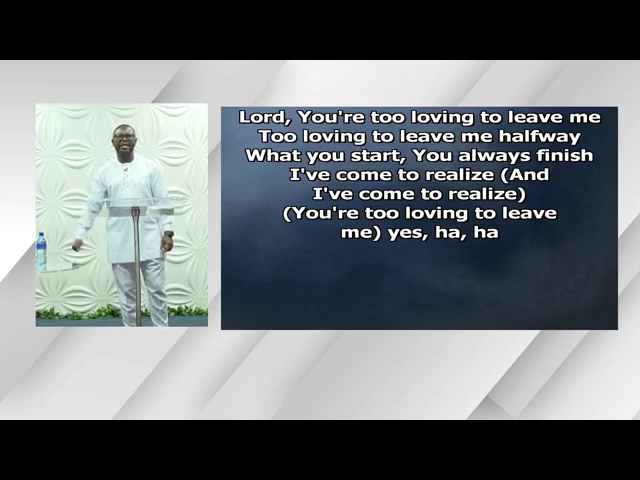 Lord, You're too loving to leave me
Too loving to leave me halfway
What you start, You always finish
I've come to realize (And
I've come to realize)
(You're too loving to leave
me) yes, ha, ha